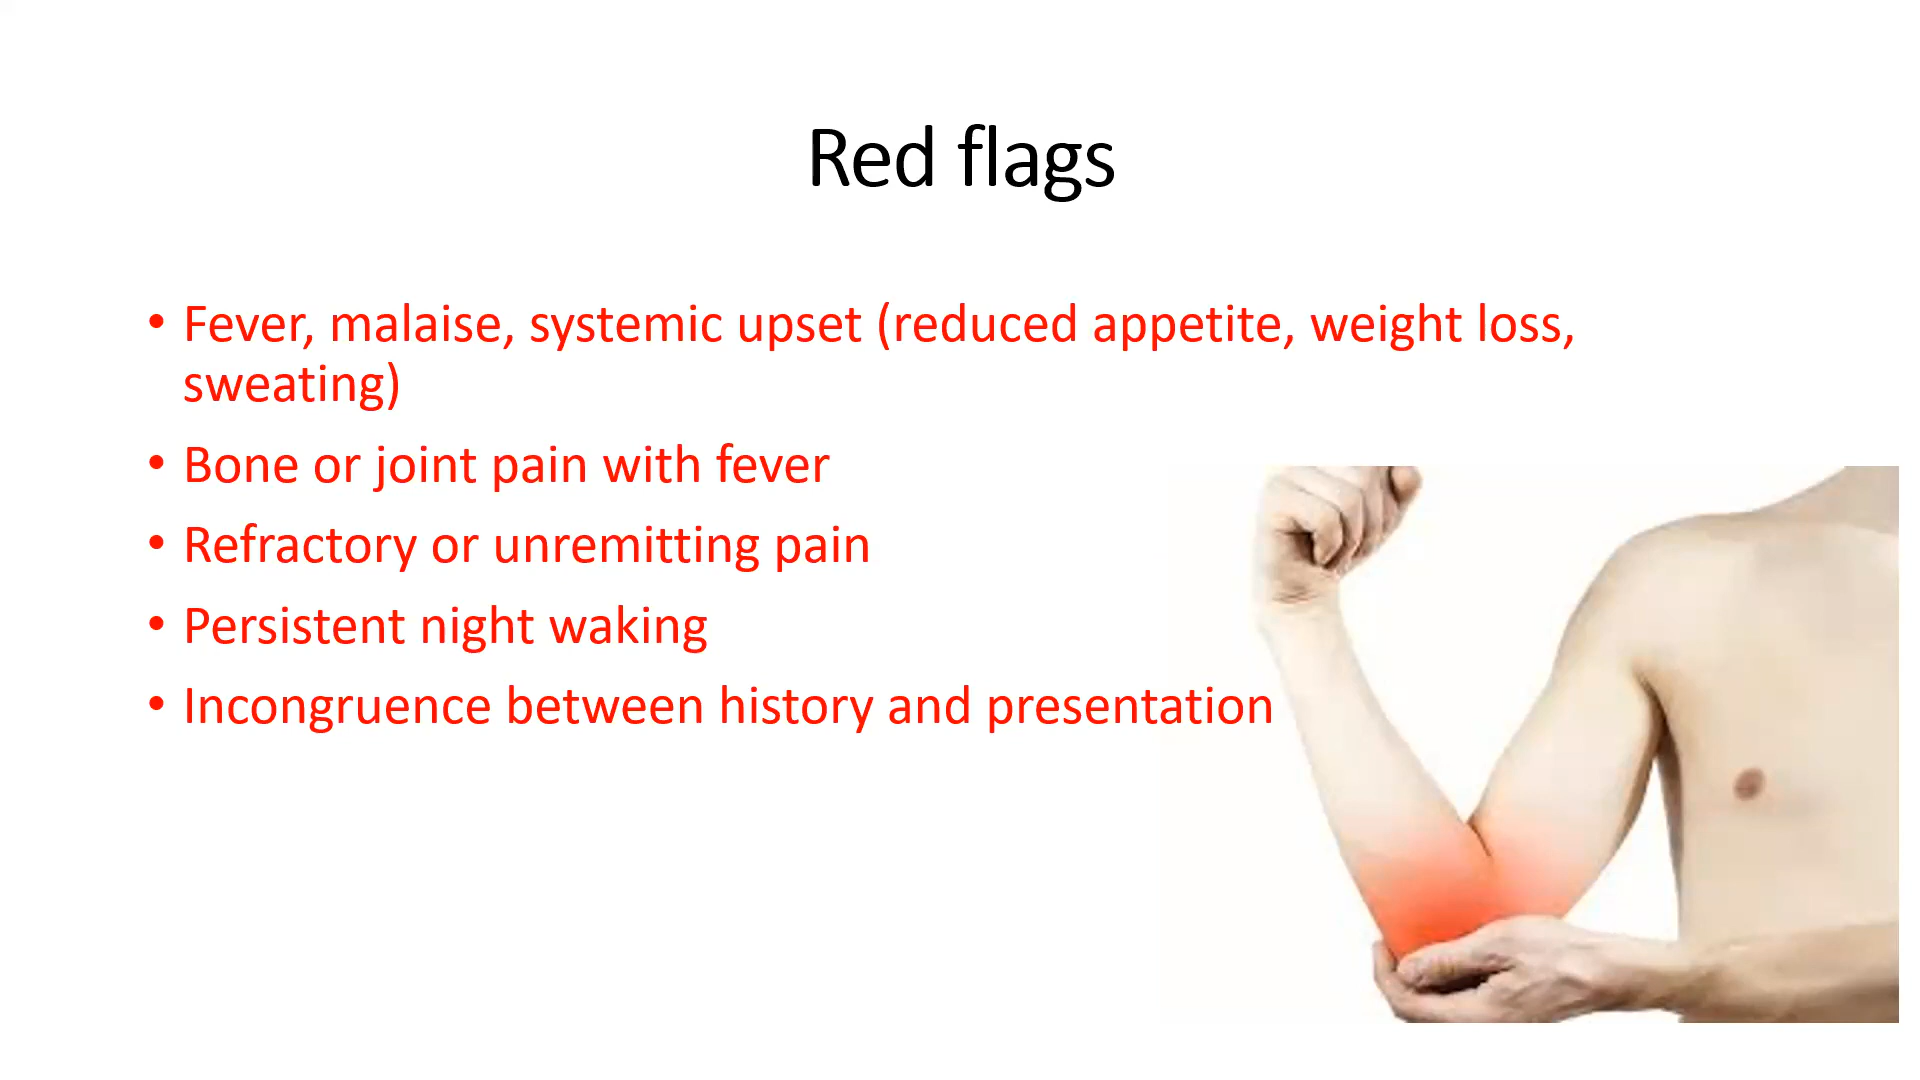 Red flags
• Fever, malaise, systemic upset (reduced appetite, weight loss,
sweating)
• Bone or joint pain with fever
• Refractory or unremitting pain
• Persistent night waking
• Incongruence between history and presentation